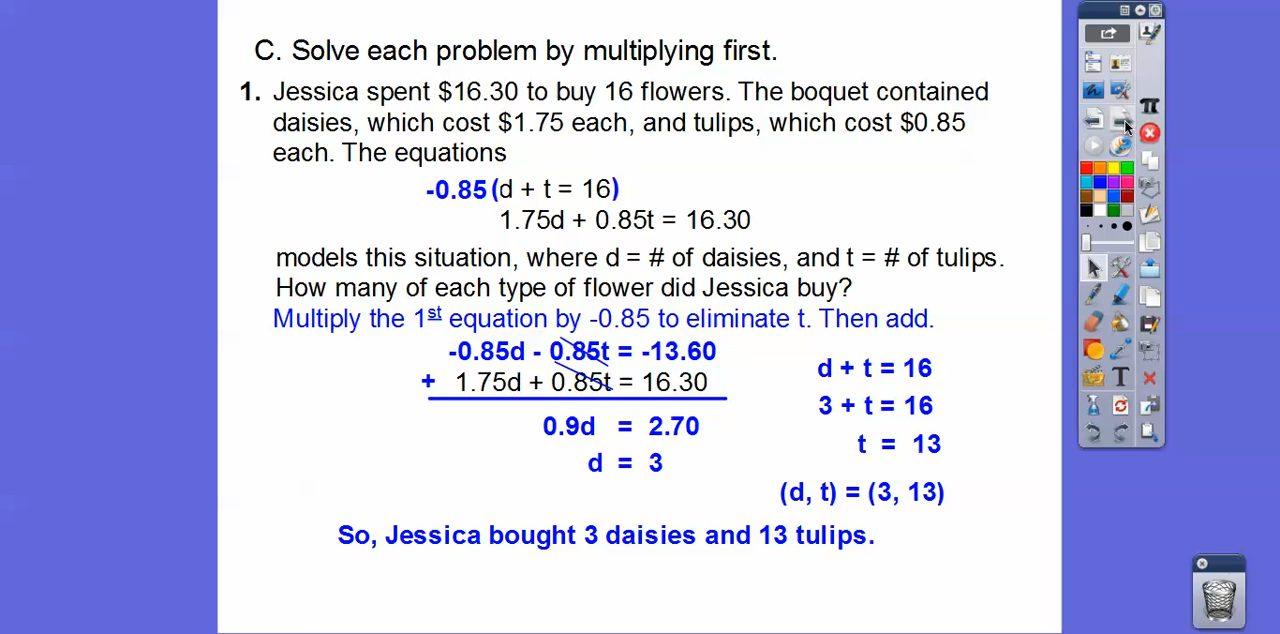 C. Solve each problem by multiplying first.
1. Jessica spent $16.30 to buy 16 flowers. The boquet contained
daisies, which cost $1.75 each, and tulips, which cost $0.85
each. The equations
-0.85(d + t = 16)
1.75d + 0.85t = 16.30
models this situation, where d = # of daisies, and t = # of tulips.
How many of each type of flower did Jessica buy?
Multiply the 1st equation by -0.85 to eliminate t. Then add.
-0.85d - 0.85t = -13.60
+ 1.75d + 0.85t = 16.30
0.9d = 2.70
d = 3
d + t = 16
3 + t = 16
t = 13
(d, t) = (3, 13)
So, Jessica bought 3 daisies and 13 tulips.